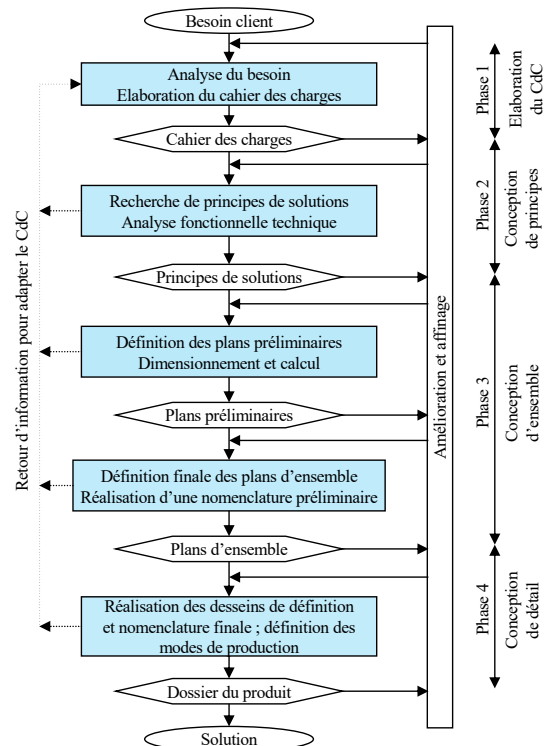 Besoin client
Analyse du besoin
Elaboration du cahier des charges
Cahier des charges
Recherche de principes de solutions
Analyse fonctionnelle technique
Principes de solutions
Définition des plans préliminaires
Dimensionnement et calcul
Plans préliminaires
Définition finale des plans d'ensemble
Réalisation d'une nomenclature préliminaire
Plans d'ensemble
Réalisation des desseins de définition
et nomenclature finale ; définition des
modes de production
Dossier du produit
Solution
Retour d'information pour adapter le CdC
Amélioration et affinage
Phase 1
Elaboration
du CdC
Phase 2
Conception
de principes
Phase 3
Conception
d'ensemble
Phase 4
Conception
de détail